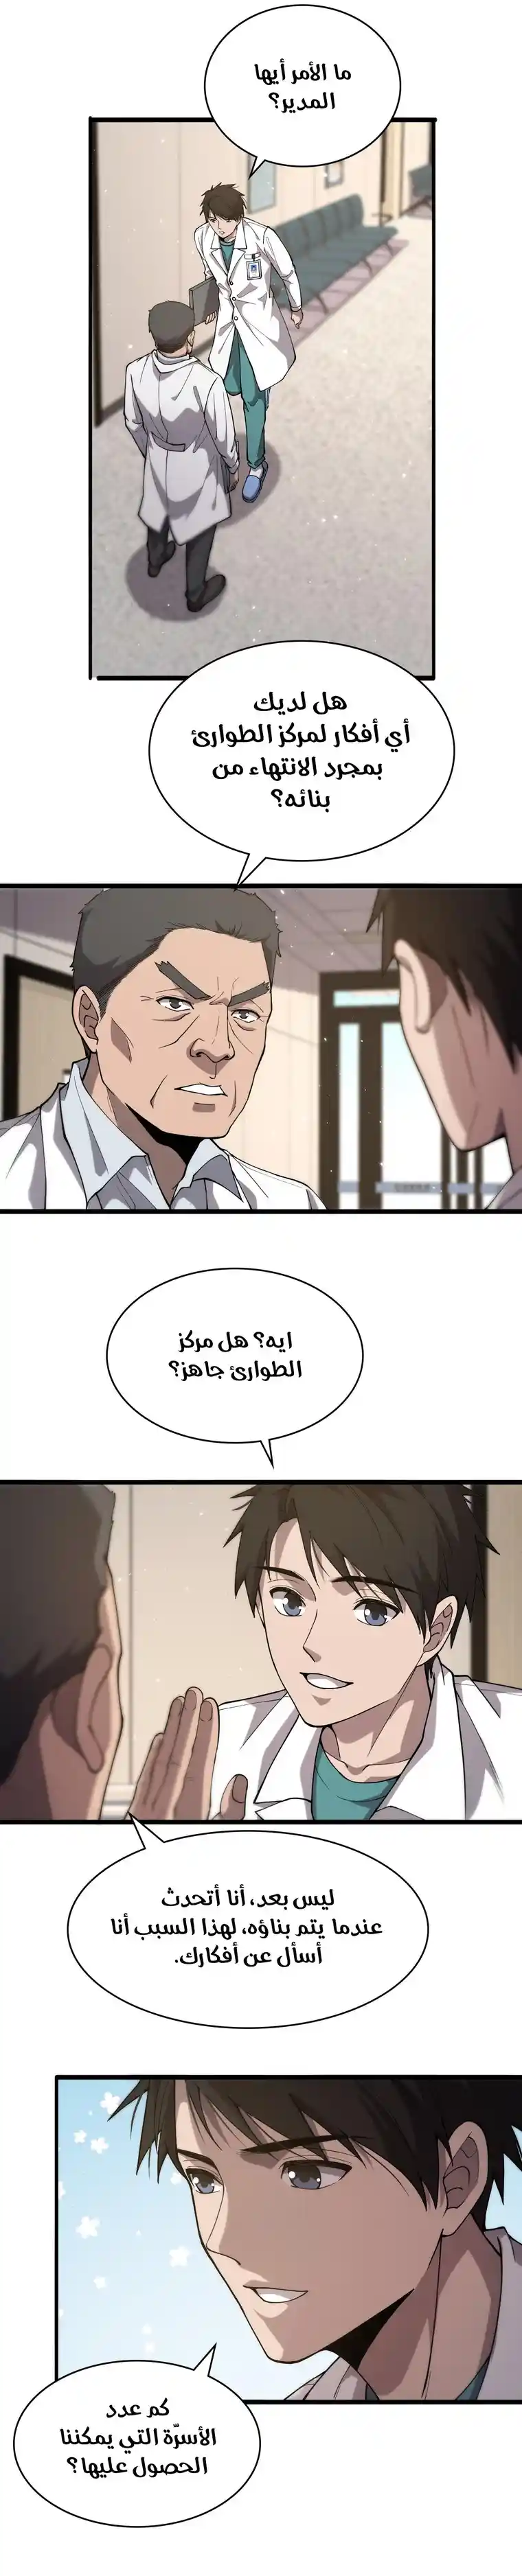 ما الأمر أيها
المدير؟
هل لديك
أي أفكار لمركز الطوارئ
بمجرد الانتهاء من
بنائه؟
ايه؟ هل مركز
الطوارئ جاهز؟
ليس بعد، أنا أتحدث
عندما يتم بناؤه، لهذا السبب أنا
أسأل عن أفكارك.
كم عدد
الأسرّة التي يمكننا
الحصول عليها؟